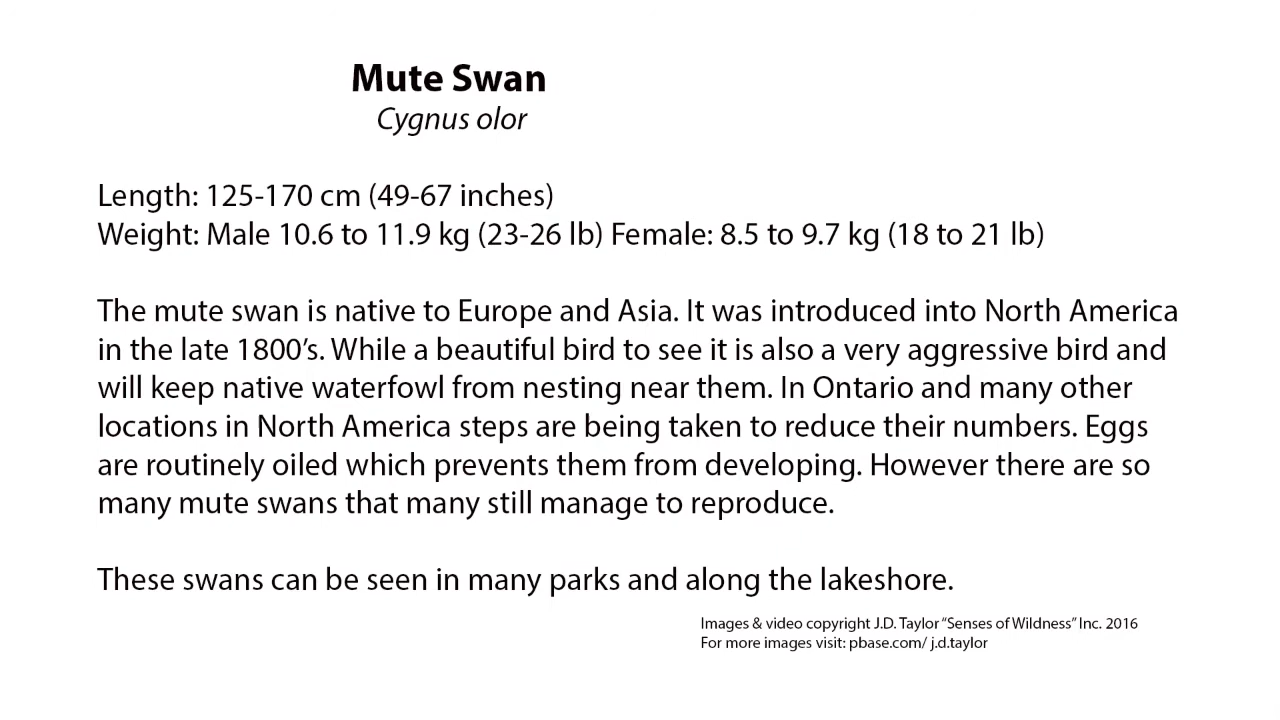 Mute Swan
Cygnus olor
Length: 125-170 cm (49-67 inches)
Weight: Male 10.6 to 11.9 kg (23-26 lb) Female: 8.5 to 9.7 kg (18 to 21 lb)
The mute swan is native to Europe and Asia. It was introduced into North America
in the late 1800’s. While a beautiful bird to see it is also a very aggressive bird and
will keep native waterfowl from nesting near them. In Ontario and many other
locations in North America steps are being taken to reduce their numbers. Eggs
are routinely oiled which prevents them from developing. However there are so
many mute swans that many still manage to reproduce.
These swans can be seen in many parks and along the lakeshore.
Images & video copyright J.D. Taylor “Senses of Wildness” Inc. 2016
For more images visit: pbase.com/ j.d.taylor